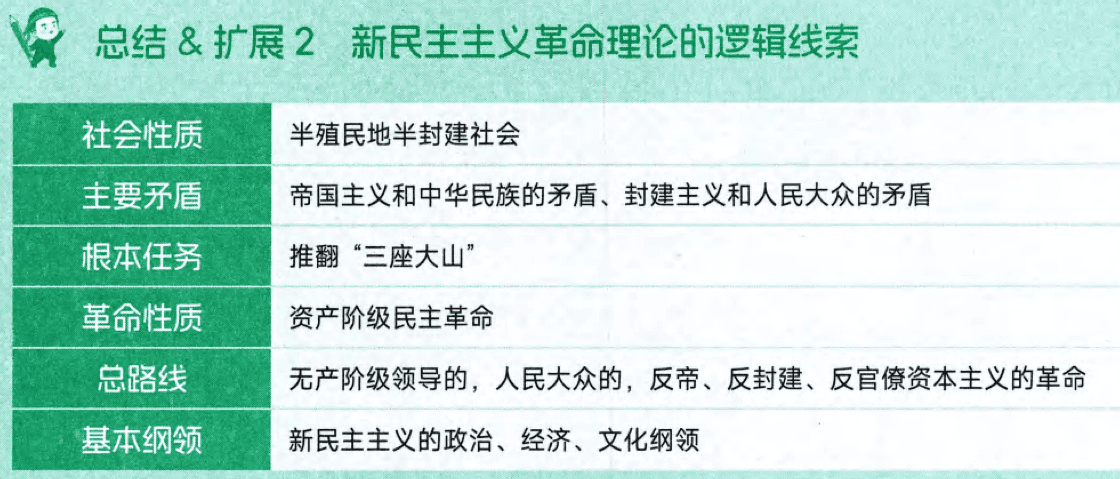 总结 & 扩展 2 新民主主义革命理论的逻辑线索
社会性质 半殖民地半封建社会
主要矛盾 帝国主义和中华民族的矛盾、封建主义和人民大众的矛盾
根本任务 推翻“三座大山”
革命性质 资产阶级民主革命
总路线 无产阶级领导的，人民大众的，反帝、反封建、反官僚资本主义的革命
基本纲领 新民主主义的政治、经济、文化纲领